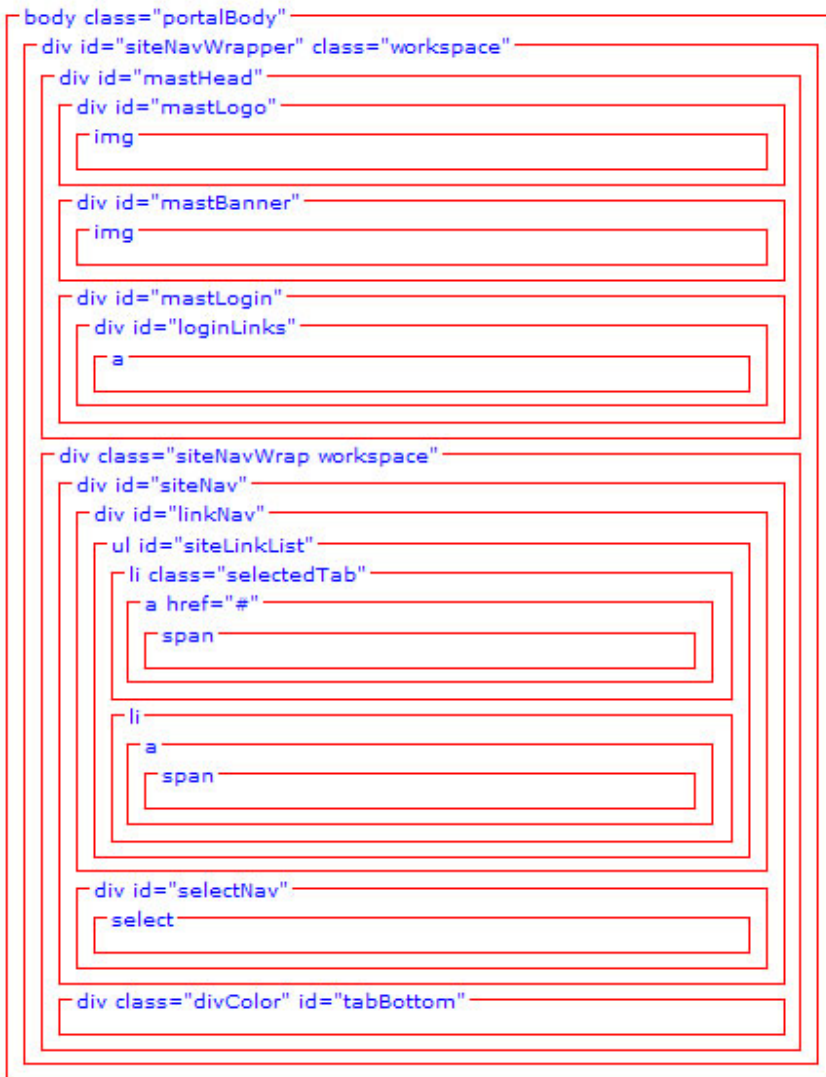 body class="portalBody"
div id="siteNavWrapper" class="workspace"
div id="mastHead"
div id="mastLogo"
img
div id="mastBanner"
img
div id="mastLogin"
div id="loginLinks"
a
div class="siteNavWrap workspace"
div id="siteNav"
div id="linkNav"
ul id="siteLinkList"
li class="selectedTab"
a href="#"
span
li
a
span
div id="selectNav"
select
div class="divColor" id="tabBottom"